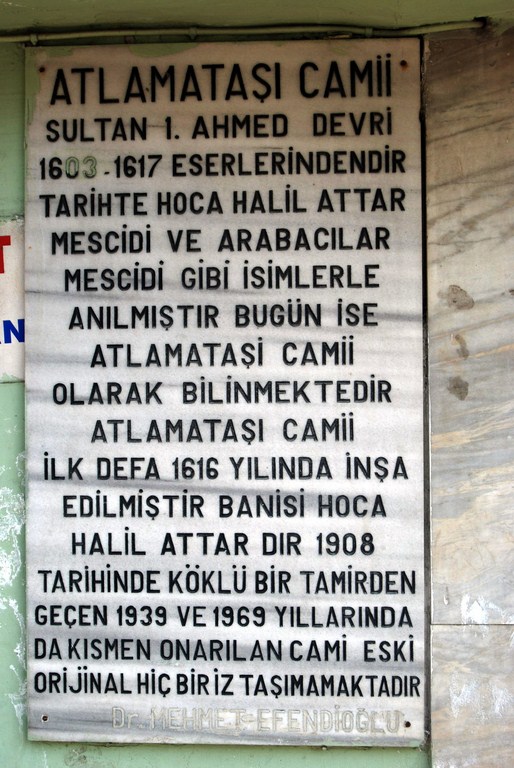 ATLAMATAŞI CAMİİ
SULTAN 1. AHMED DEVRİ
1603-1617 ESERLERİNDENDİR
TARİHTE HOCA HALİL ATTAR
MESCİDİ VE ARABACILAR
MESCİDİ GİBİ İSİMLERLE
ANILMIŞTIR BUGÜN İSE
ATLAMATAŞİ CAMİİ
OLARAK BİLİNMEKTEDİR
ATLAMATAŞI CAMİİ
İLK DEFA 1616 YILINDA İNŞA
EDİLMİŞTİR BANİSİ HOCA
HALİL ATTAR DIR 1908
TARİHİNDE KÖKLÜ BİR TAMİRDEN
GEÇEN 1939 VE 1969 YILLARINDA
DA KISMEN ONARILAN CAMİ ESKİ
ORİJİNAL HİÇ BİR İZ TAŞIMAMAKTADIR
Dr. MEHMET EFENDİOĞLU